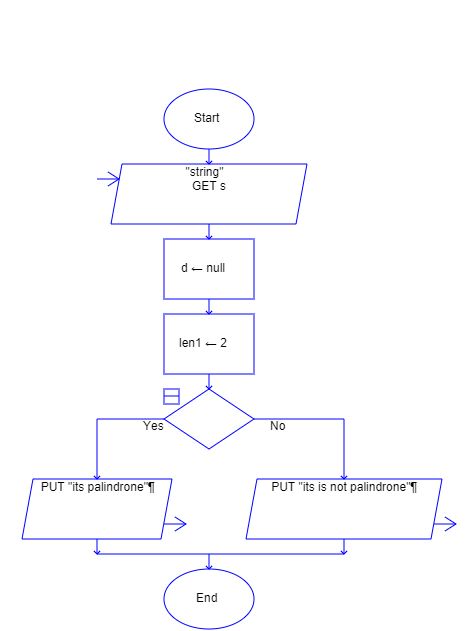 Start
"string"
GET s
d ← null
len1 ← 2
Yes
No
PUT "its palindrone"¶
PUT "its is not palindrone"¶
End